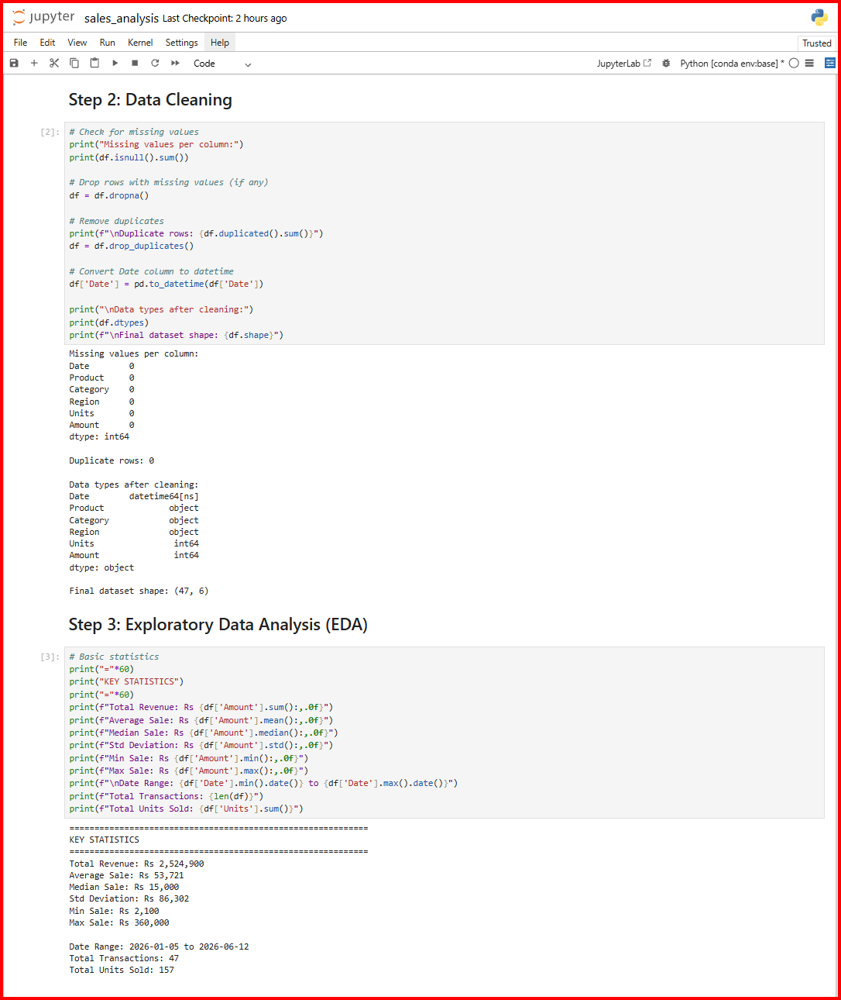 jupyter sales_analysis Last Checkpoint: 2 hours ago
File Edit View Run Kernel Settings Help Trusted
Code JupyterLab Python [conda env:base] *
Step 2: Data Cleaning
[2]: # Check for missing values
print("Missing values per column:")
print(df.isnull().sum())
# Drop rows with missing values (if any)
df = df.dropna()
# Remove duplicates
print(f"\nDuplicate rows: {df.duplicated().sum()}")
df = df.drop_duplicates()
# Convert Date column to datetime
df['Date'] = pd.to_datetime(df['Date'])
print("\nData types after cleaning:")
print(df.dtypes)
print(f"\nFinal dataset shape: {df.shape}")
Missing values per column:
Date 0
Product 0
Category 0
Region 0
Units 0
Amount 0
dtype: int64
Duplicate rows: 0
Data types after cleaning:
Date datetime64[ns]
Product object
Category object
Region object
Units int64
Amount int64
dtype: object
Final dataset shape: (47, 6)
Step 3: Exploratory Data Analysis (EDA)
[3]: # Basic statistics
print("="*60)
print("KEY STATISTICS")
print("="*60)
print(f"Total Revenue: Rs {df['Amount'].sum():,.0f}")
print(f"Average Sale: Rs {df['Amount'].mean():,.0f}")
print(f"Median Sale: Rs {df['Amount'].median():,.0f}")
print(f"Std Deviation: Rs {df['Amount'].std():,.0f}")
print(f"Min Sale: Rs {df['Amount'].min():,.0f}")
print(f"Max Sale: Rs {df['Amount'].max():,.0f}")
print(f"\nDate Range: {df['Date'].min().date()} to {df['Date'].max().date()}")
print(f"Total Transactions: {len(df)}")
print(f"Total Units Sold: {df['Units'].sum()}")
============================================================
KEY STATISTICS
============================================================
Total Revenue: Rs 2,524,900
Average Sale: Rs 53,721
Median Sale: Rs 15,000
Std Deviation: Rs 86,302
Min Sale: Rs 2,100
Max Sale: Rs 360,000
Date Range: 2026-01-05 to 2026-06-12
Total Transactions: 47
Total Units Sold: 157